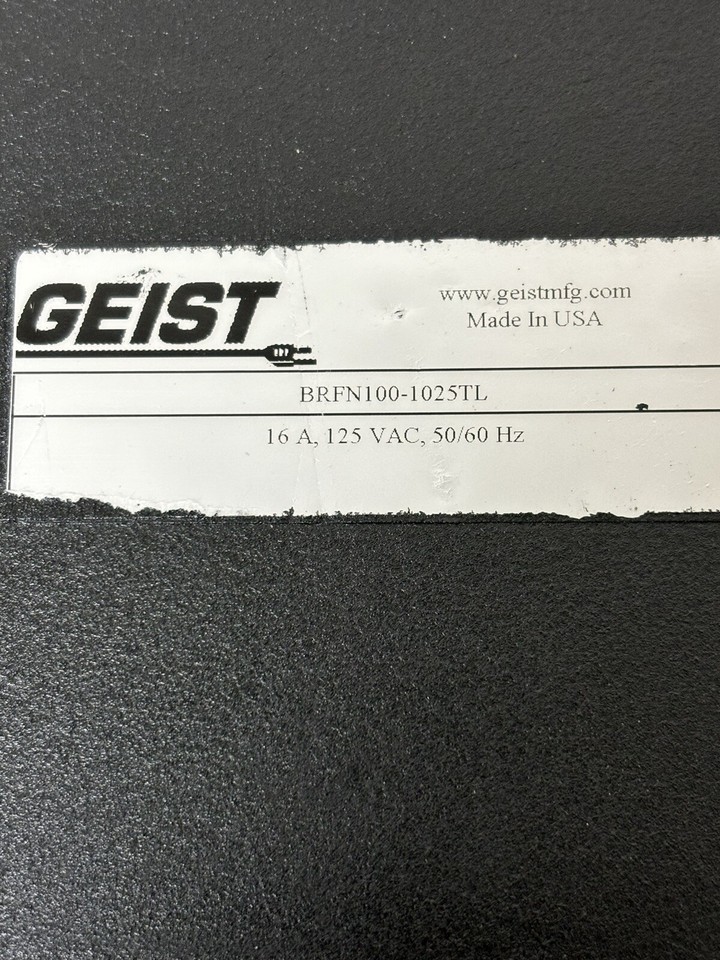 GEIST
www.geistmfg.com
Made In USA
BRFN100-1025TL
16 A, 125 VAC, 50/60 Hz